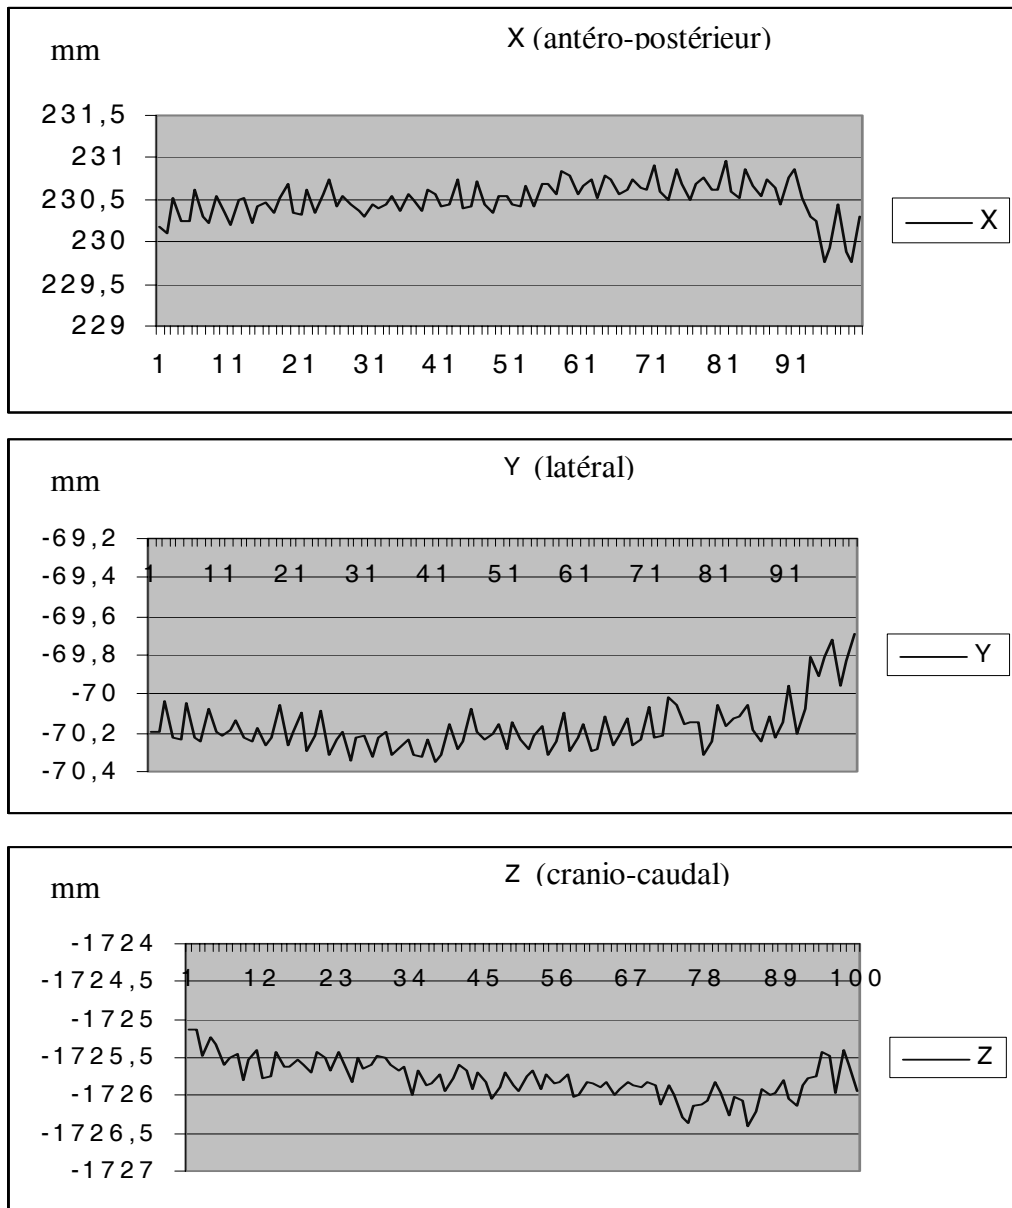 X (antéro-postérieur)
mm
231,5
231
230,5
230
229,5
229
X
1 11 21 31 41 51 61 71 81 91
Y (latéral)
mm
-69,2
-69,4
-69,6
-69,8
-70
-70,2
-70,4
1 11 21 31 41 51 61 71 81 91
Y
Z (cranio-caudal)
mm
-1724
-1724,5
-1725
-1725,5
-1726
-1726,5
-1727
1 12 23 34 45 56 67 78 89 100
Z